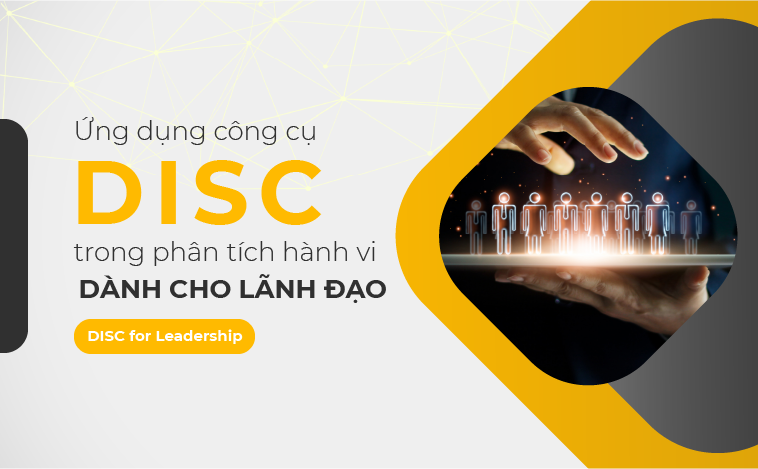 Ứng dụng công cụ
DISC
trong phân tích hành vi
DÀNH CHO LÃNH ĐẠO
DISC for Leadership